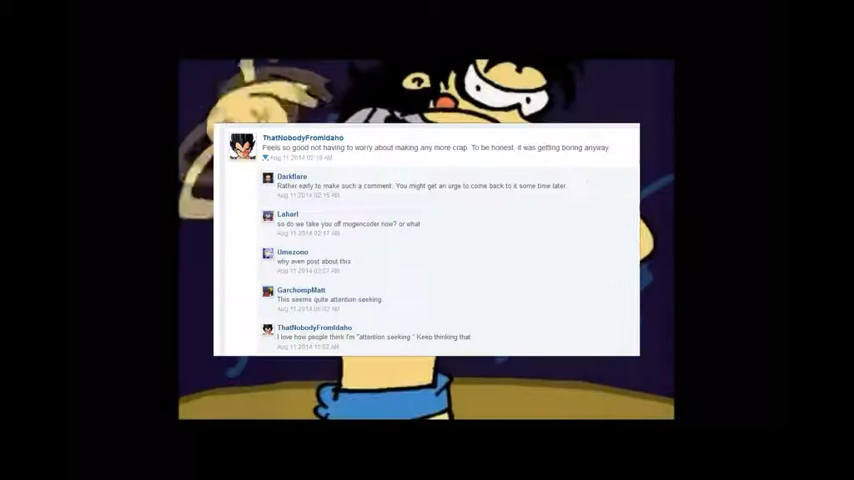 ThatNobodyFromIdaho
Feels so good not having to worry about making any more crap. To be honest, it was getting boring anyway.
Aug 11 2014 02:13 AM
Darkflare
Rather early to make such a comment. You might get an urge to come back to it some time later.
Aug 11 2014 02:15 AM
Laharl
so do we take you off mugencoder now? or what
Aug 11 2014 02:17 AM
Umezono
why even post about this
Aug 11 2014 02:57 AM
GarchompMatt
This seems quite attention seeking.
Aug 11 2014 05:02 AM
ThatNobodyFromIdaho
I love how people think I'm "attention seeking." Keep thinking that.
Aug 11 2014 11:02 AM